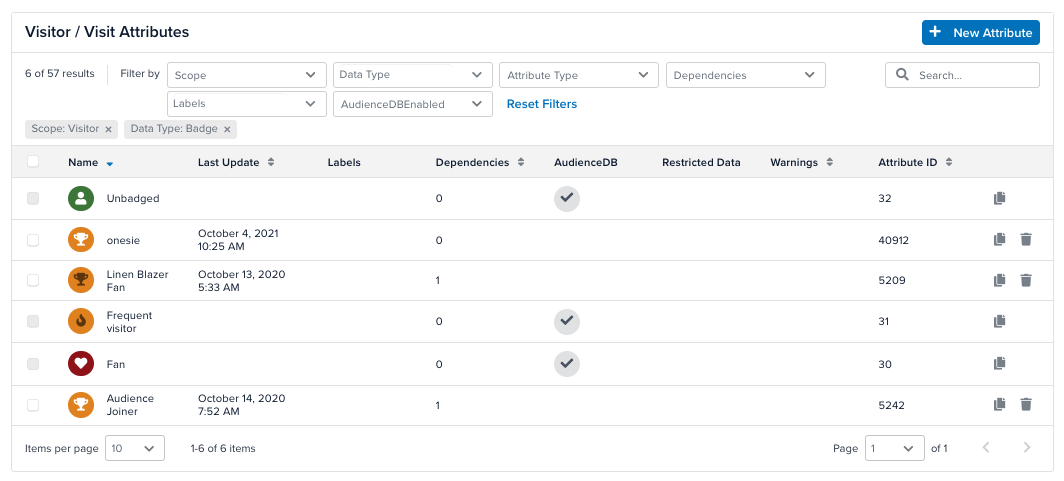 Visitor / Visit Attributes
New Attribute
6 of 57 results
Filter by
Scope
Data Type
Attribute Type
Dependencies
Search...
Labels
AudienceDBEnabled
Reset Filters
Scope: Visitor ×
Data Type: Badge ×
Name
Last Update
Labels
Dependencies
AudienceDB
Restricted Data
Warnings
Attribute ID
Unbadged
0
32
onesie
October 4, 2021
10:25 AM
0
40912
Linen Blazer
Fan
October 13, 2020
5:33 AM
1
5209
Frequent
visitor
0
31
Fan
0
30
Audience
Joiner
October 14, 2020
7:52 AM
1
5242
Items per page
10
1-6 of 6 items
Page
1
of 1